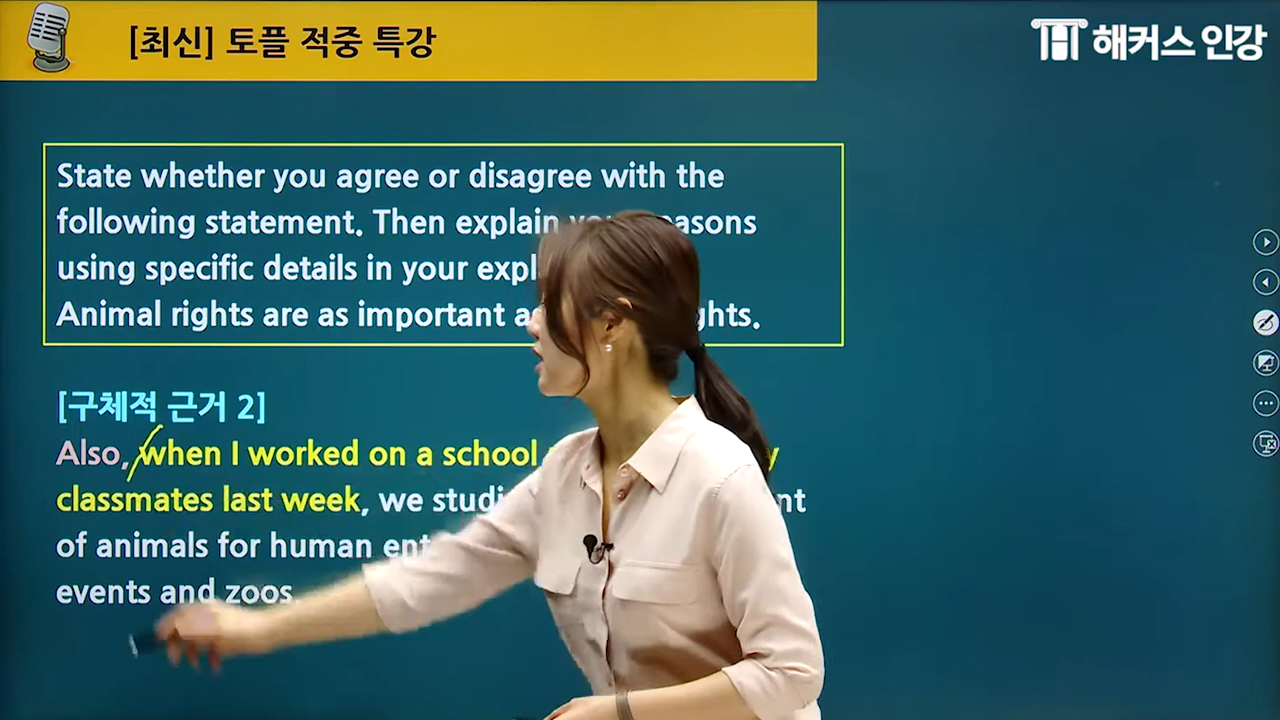 [최신] 토플 적중 특강
해커스 인강
State whether you agree or disagree with the
following statement. Then explain
using specific details in your
Animal rights are as important
[구체적 근거 2]
Also, when I worked on a school
classmates last week, we
of animals for human
events and zoos.